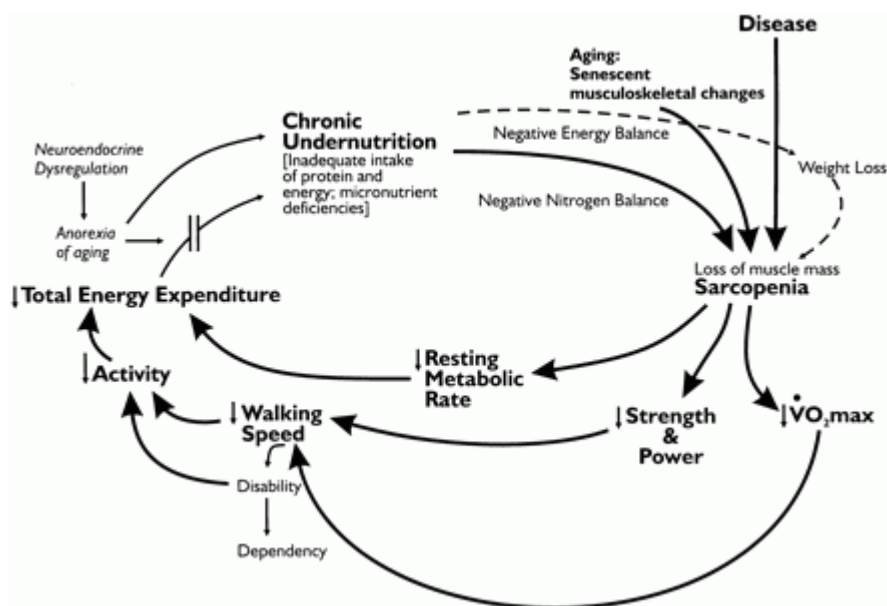 Disease
Aging:
Senescent
musculoskeletal changes
Chronic
Undernutrition
[Inadequate intake
of protein and
energy; micronutrient
deficiencies]
Negative Energy Balance
Neuroendocrine
Dysregulation
Weight Loss
Negative Nitrogen Balance
Anorexia
of aging
Loss of muscle mass
Sarcopenia
↓Total Energy Expenditure
↓Resting
Metabolic
Rate
↓Activity
↓Walking
Speed
↓Strength
&
Power
↓V̇O₂max
Disability
Dependency